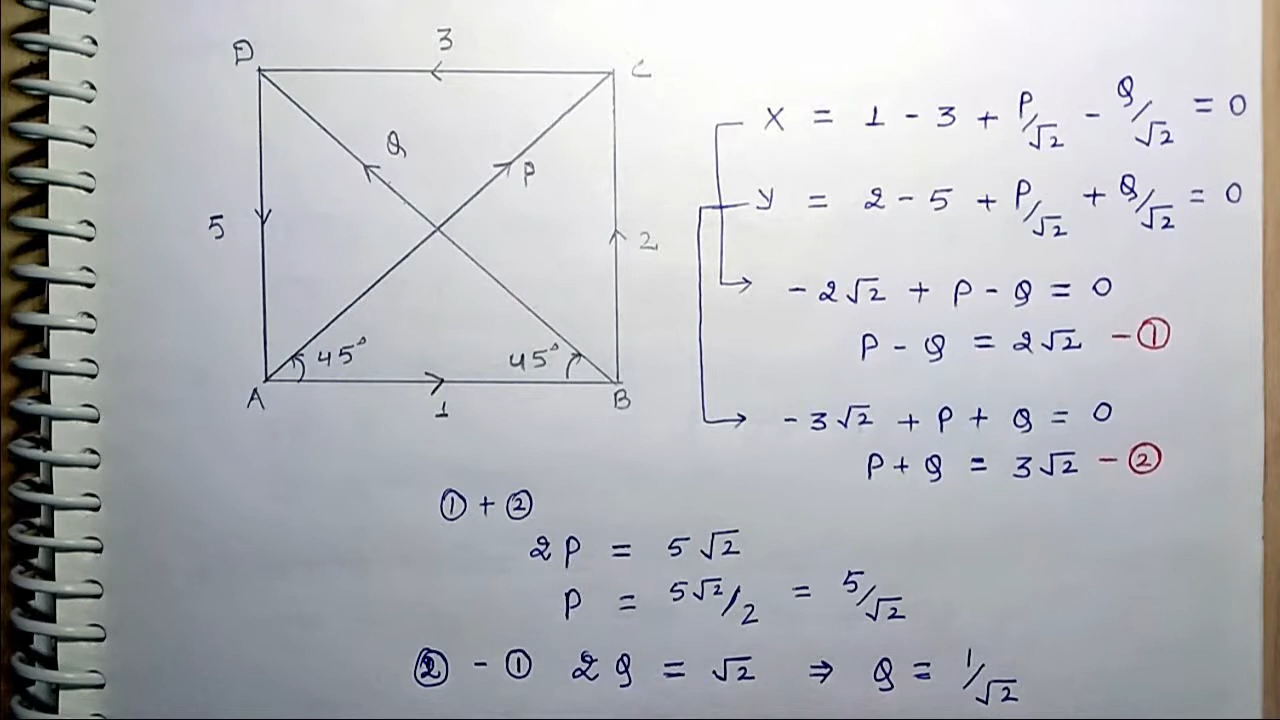 D 3 C
Q P
5 2
45° 45°
A 1 B
X = 1 - 3 + P/√2 - Q/√2 = 0
y = 2 - 5 + P/√2 + Q/√2 = 0
- 2√2 + P - Q = 0
P - Q = 2√2 - ①
- 3√2 + P + Q = 0
P + Q = 3√2 - ②
① + ②
2P = 5√2
P = 5√2/2 = 5/√2
② - ① 2Q = √2 ⇒ Q = 1/√2